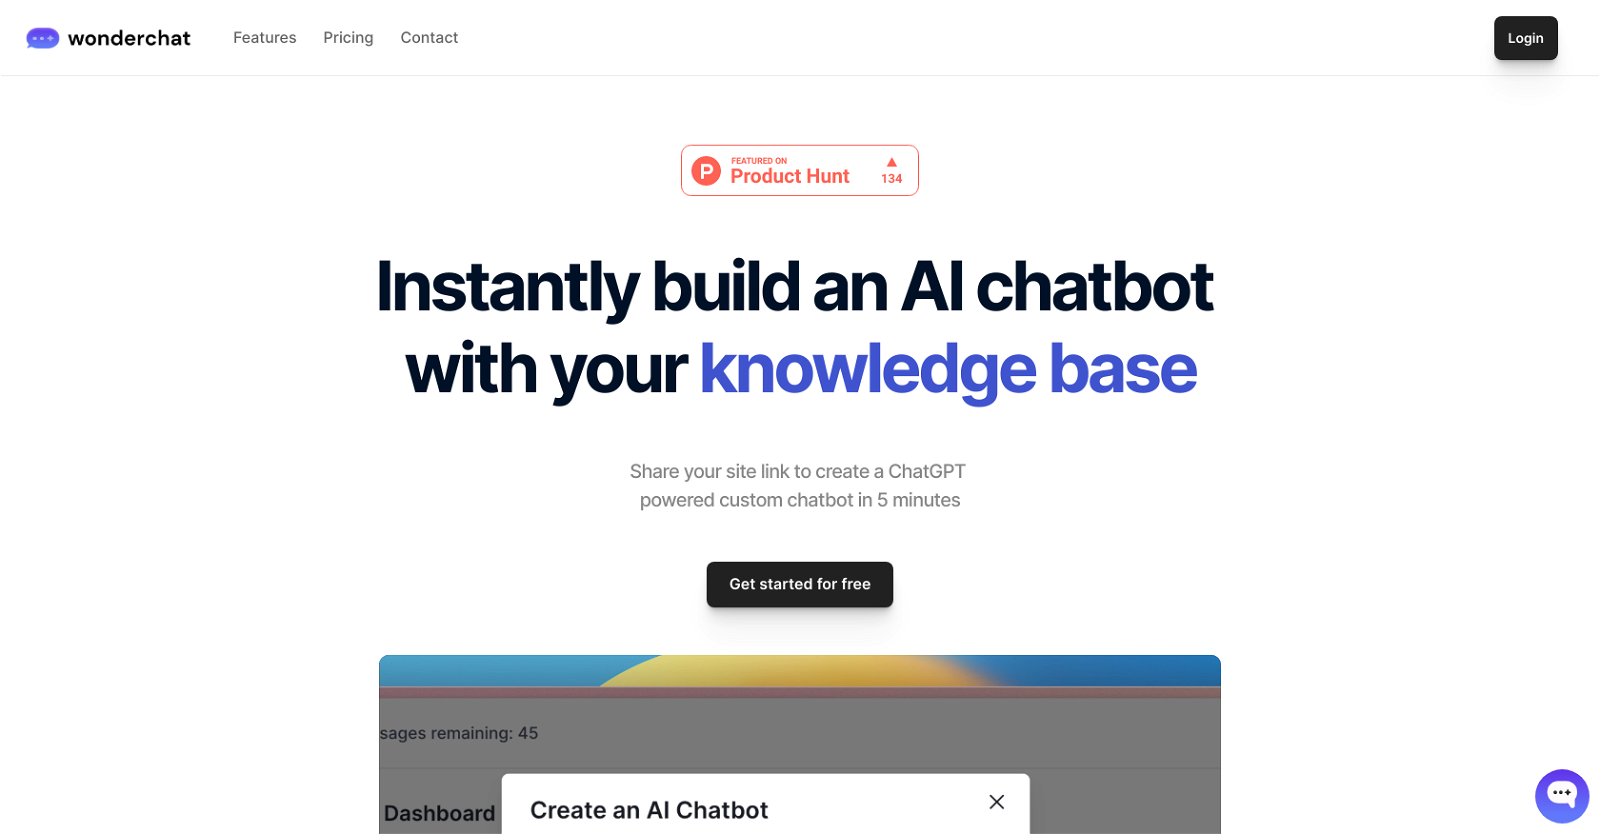 wonderchat
Features
Pricing
Contact
Login
P
FEATURED ON
Product Hunt
134
Instantly build an AI chatbot
with your knowledge base
Share your site link to create a ChatGPT
powered custom chatbot in 5 minutes
Get started for free
sages remaining: 45
Dashboard
Create an AI Chatbot